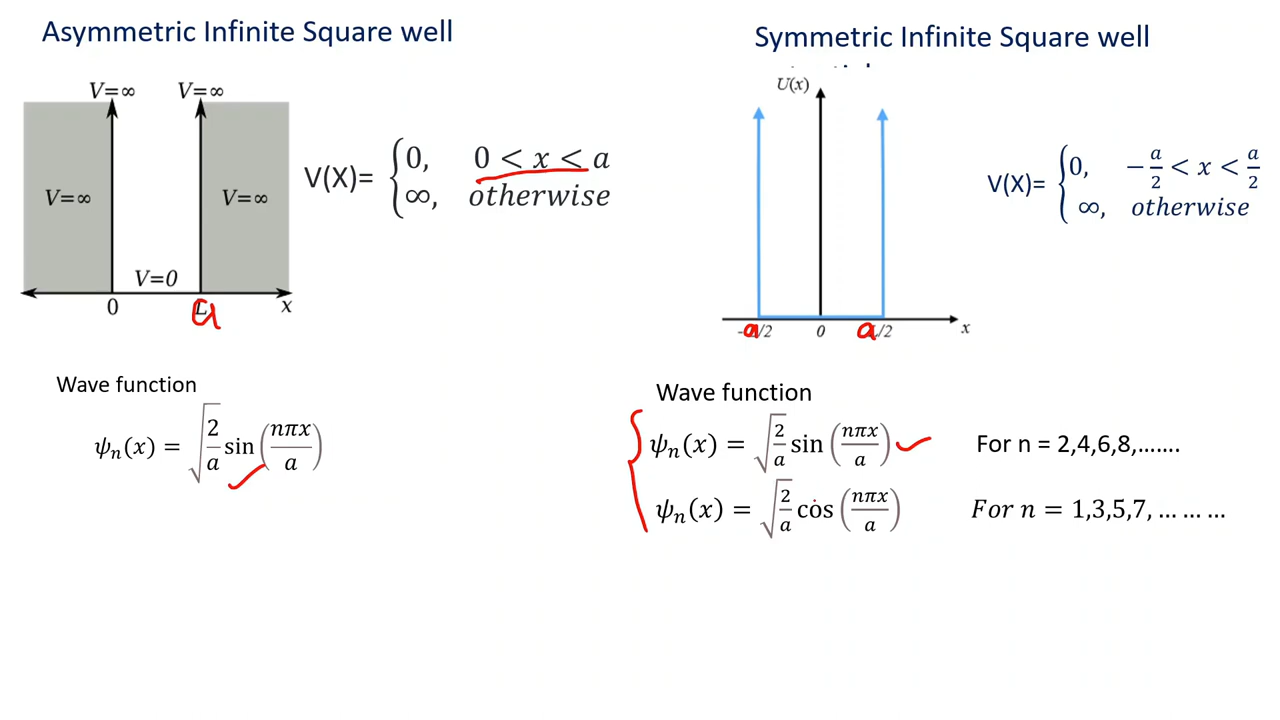 Asymmetric Infinite Square well
V=∞ V=∞
V=∞ V=∞
V=0
0 a x
V(X)= {0, 0 < x < a
∞, otherwise
Wave function
ψₙ(x) = √(2/a) sin (nπx/a)
Symmetric Infinite Square well
U(x)
-a/2 0 a/2 x
V(X)= {0, −a/2 < x < a/2
∞, otherwise
Wave function
ψₙ(x) = √(2/a) sin (nπx/a) For n = 2,4,6,8,…….
ψₙ(x) = √(2/a) cos (nπx/a) For n = 1,3,5,7, … … …